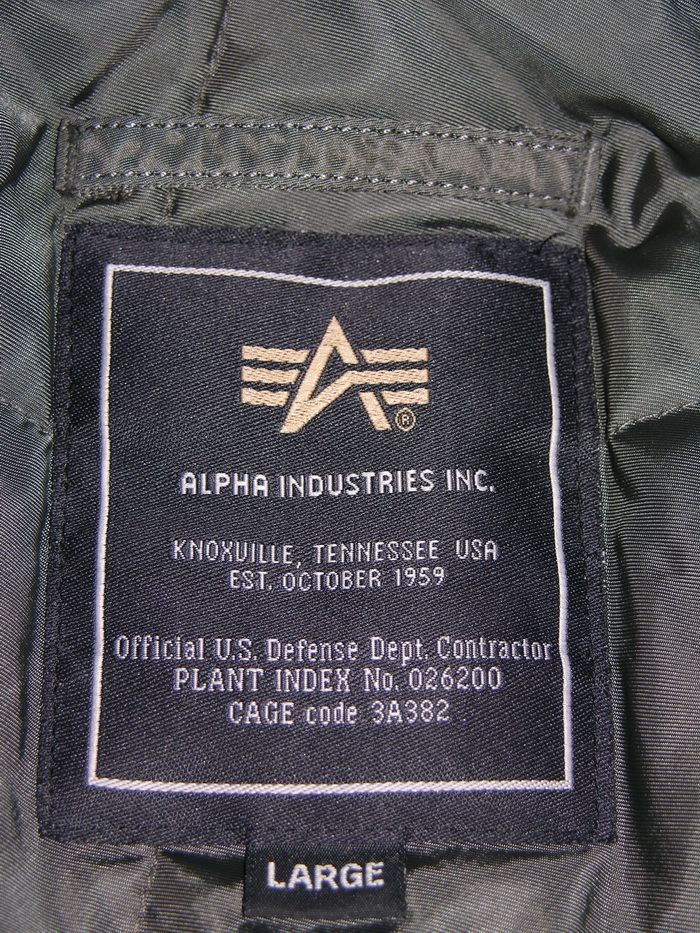 ®
ALPHA INDUSTRIES INC.
KNOXVILLE, TENNESSEE USA
EST. OCTOBER 1959
Official U.S. Defense Dept. Contractor
PLANT INDEX No. 026200
CAGE code 3A382
LARGE